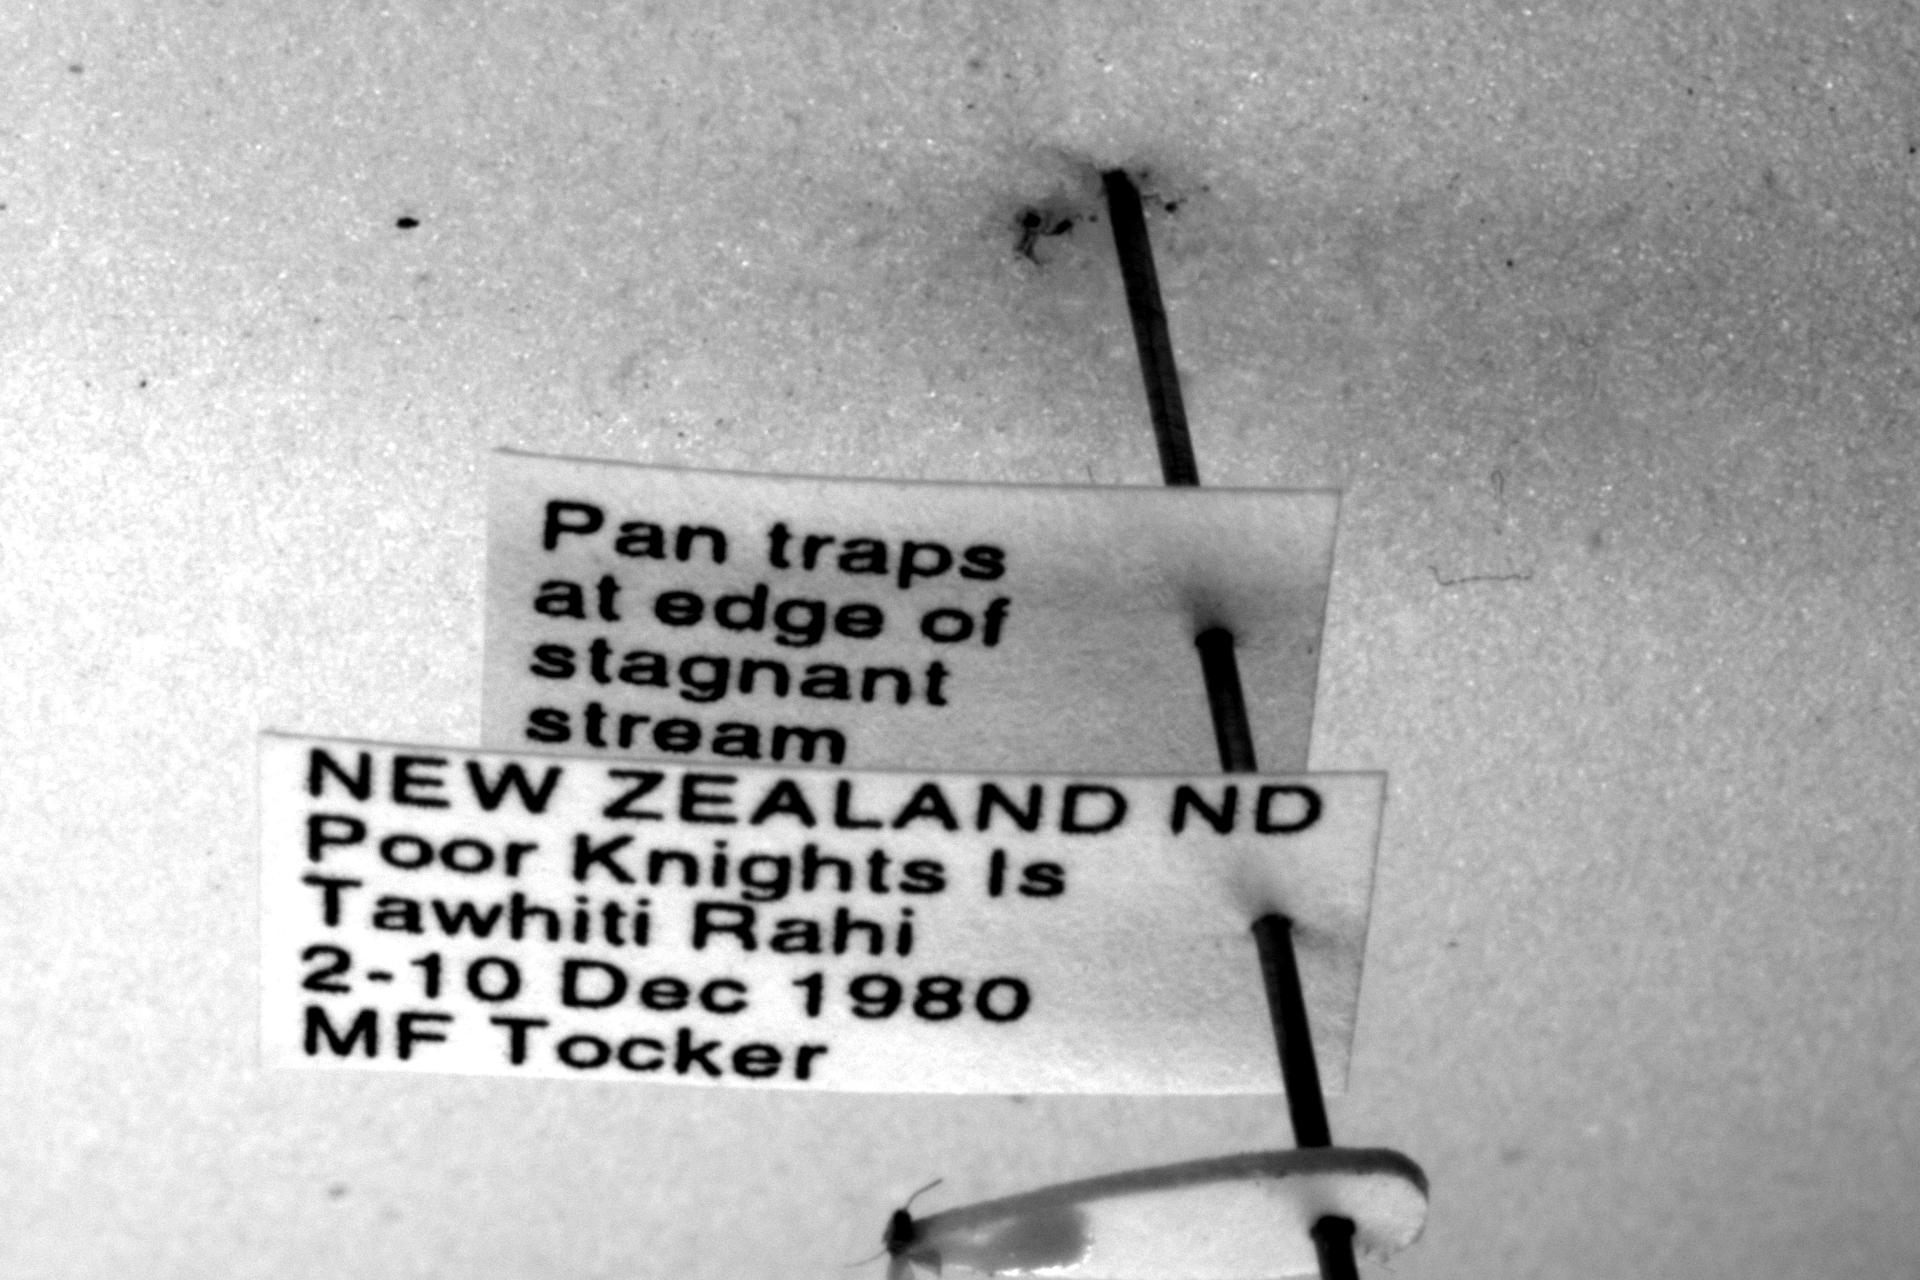 Pan traps
at edge of
stagnant
stream
NEW ZEALAND ND
Poor Knights Is
Tawhiti Rahi
2-10 Dec 1980
MF Tocker